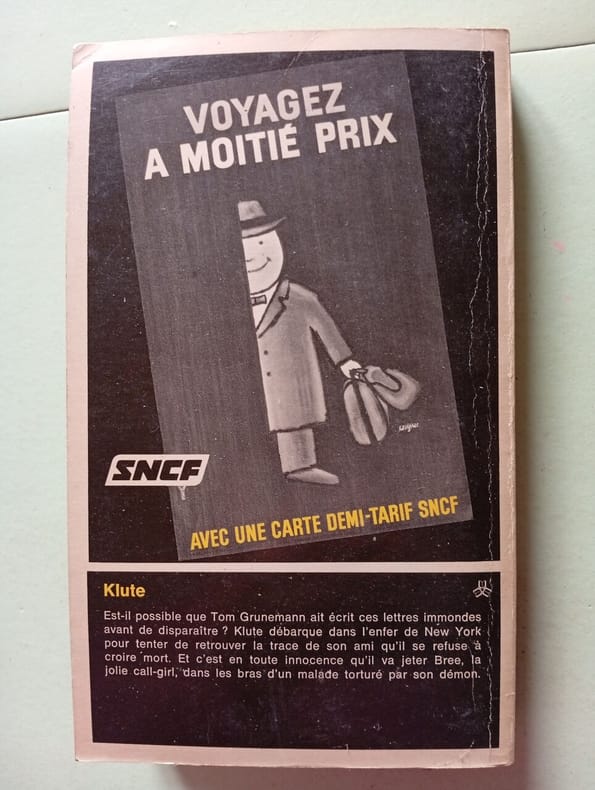 VOYAGEZ
A MOITIÉ PRIX
savignac
SNCF
AVEC UNE CARTE DEMI-TARIF SNCF
Klute
Est-il possible que Tom Grunemann ait écrit ces lettres immondes
avant de disparaître ? Klute débarque dans l'enfer de New York
pour tenter de retrouver la trace de son ami qu'il se refuse à
croire mort. Et c'est en toute innocence qu'il va jeter Bree, la
jolie call-girl, dans les bras d'un malade torturé par son démon.